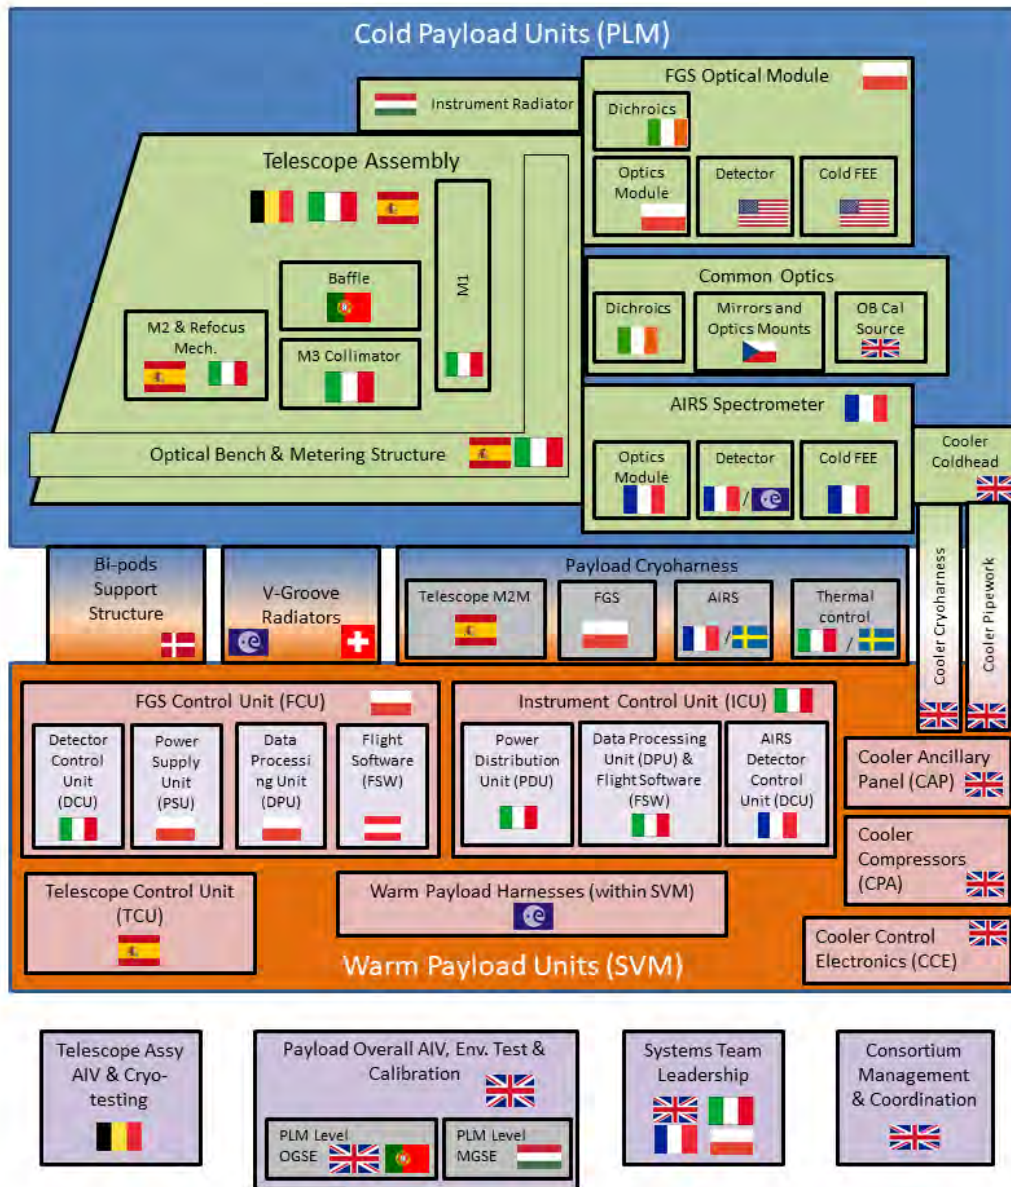 Cold Payload Units (PLM)
FGS Optical Module
Instrument Radiator
Dichroics
Telescope Assembly
Optics
Module
Detector
Cold FEE
M1
Baffle
Common Optics
M2 & Refocus
Mech.
Dichroics
Mirrors and
Optics Mounts
OB Cal
Source
M3 Collimator
AIRS Spectrometer
Optical Bench & Metering Structure
Optics
Module
Detector
/
Cold FEE
Cooler
Coldhead
Bi-pods
Support
Structure
V-Groove
Radiators
Payload Cryoharness
Telescope M2M
FGS
AIRS
/
Thermal
control
/
Cooler Cryoharness
Cooler Pipework
FGS Control Unit (FCU)
Detector
Control
Unit
(DCU)
Power
Supply
Unit
(PSU)
Data
Processi
ng Unit
(DPU)
Flight
Software
(FSW)
Instrument Control Unit (ICU)
Power
Distribution
Unit (PDU)
Data Processing
Unit (DPU) &
Flight Software
(FSW)
AIRS
Detector
Control
Unit (DCU)
Cooler Ancillary
Panel (CAP)
Cooler
Compressors
(CPA)
Telescope Control Unit
(TCU)
Warm Payload Harnesses (within SVM)
Cooler Control
Electronics (CCE)
Warm Payload Units (SVM)
Telescope Assy
AIV & Cryo-
testing
Payload Overall AIV, Env. Test &
Calibration
PLM Level
OGSE
PLM Level
MGSE
Systems Team
Leadership
Consortium
Management
& Coordination